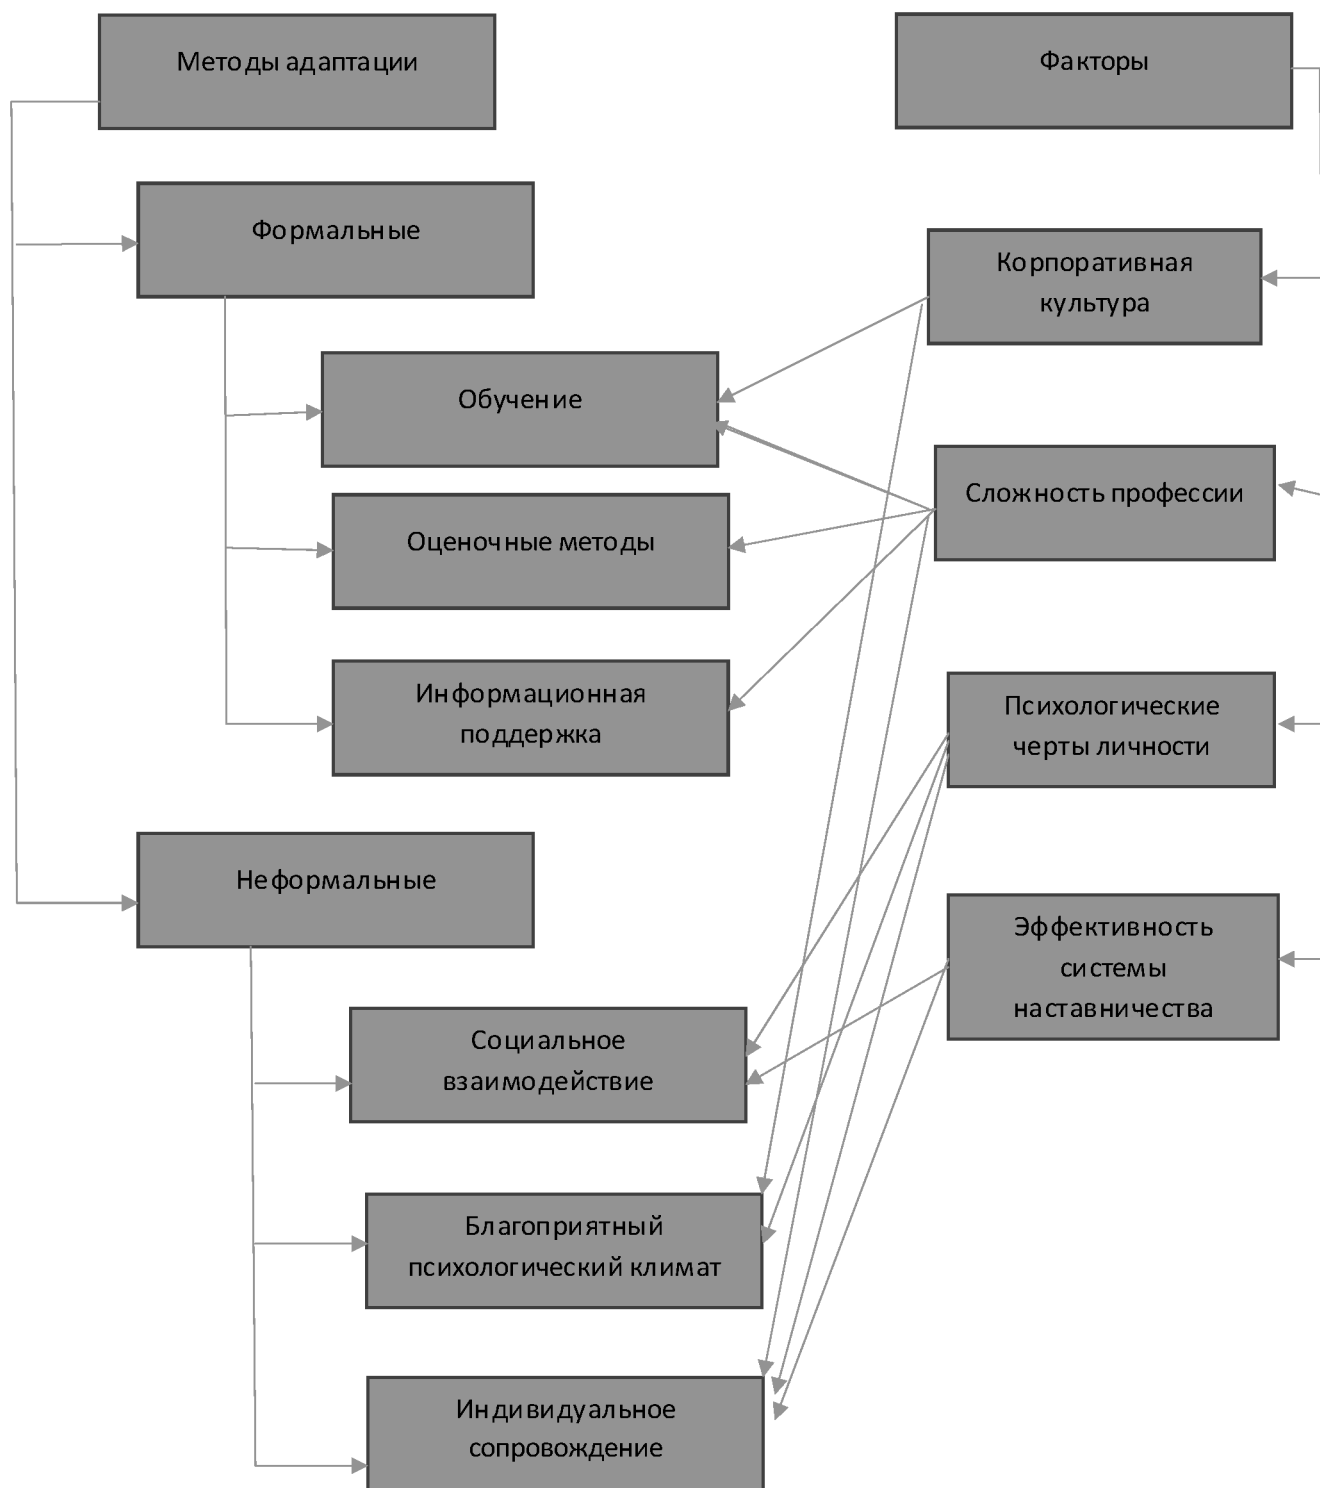 Методы адаптации
Факторы
Формальные
Корпоративная
культура
Обучение
Сложность профессии
Оценочные методы
Информационная
поддержка
Психологические
черты личности
Неформальные
Эффективность
системы
наставничества
Социальное
взаимодействие
Благоприятный
психологический климат
Индивидуальное
сопровождение